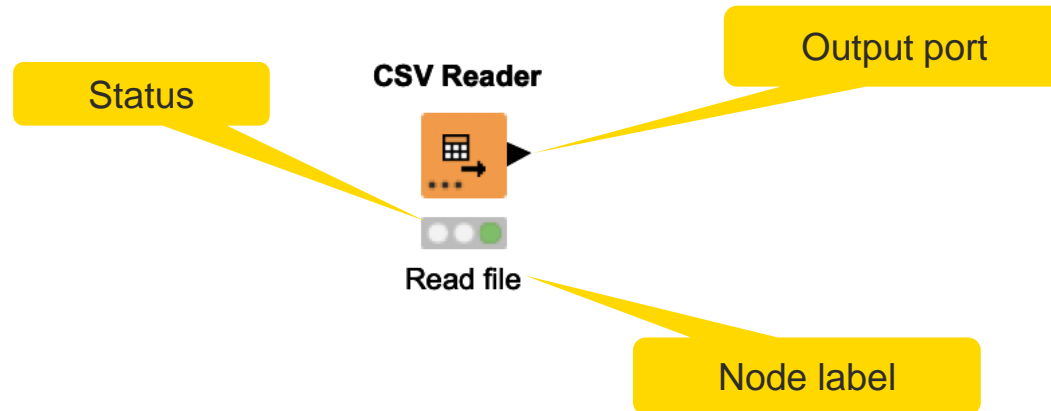 Output port
Status
CSV Reader
Read file
Node label